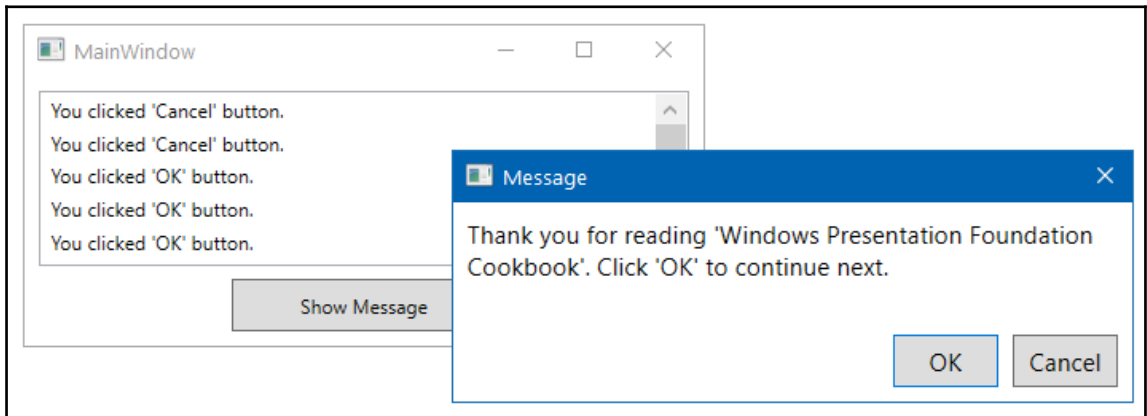 MainWindow
You clicked 'Cancel' button.
You clicked 'Cancel' button.
You clicked 'OK' button.
You clicked 'OK' button.
You clicked 'OK' button.
Show Message
Message
Thank you for reading 'Windows Presentation Foundation
Cookbook'. Click 'OK' to continue next.
OK
Cancel